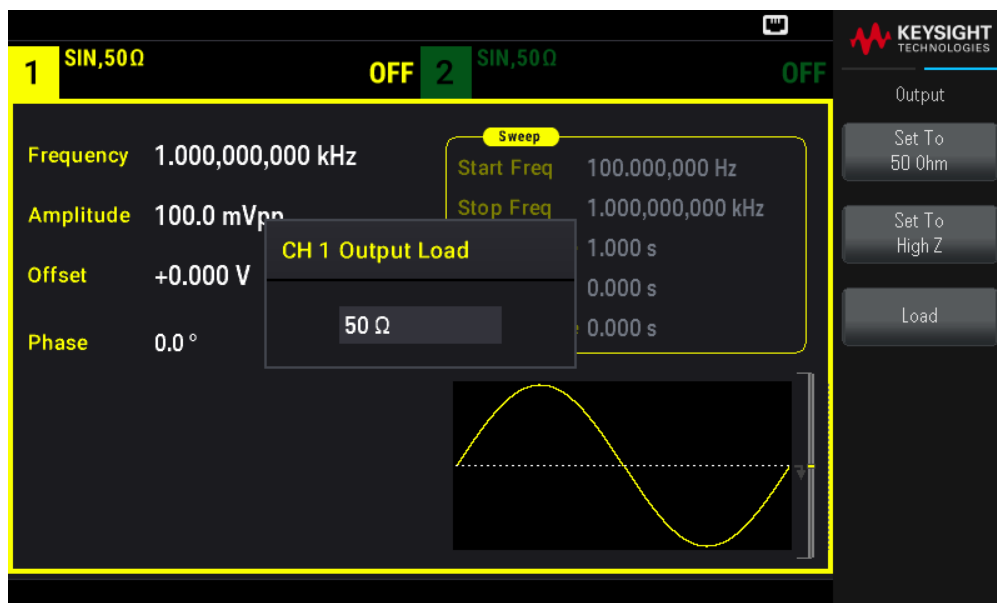 KEYSIGHT
TECHNOLOGIES
1 SIN,50Ω OFF
2 SIN,50Ω OFF
Frequency 1.000,000,000 kHz
Amplitude 100.0 mVpp
Offset +0.000 V
Phase 0.0 °
Sweep
Start Freq 100.000,000 Hz
Stop Freq 1.000,000,000 kHz
1.000 s
0.000 s
0.000 s
CH 1 Output Load
50 Ω
Output
Set To
50 Ohm
Set To
High Z
Load